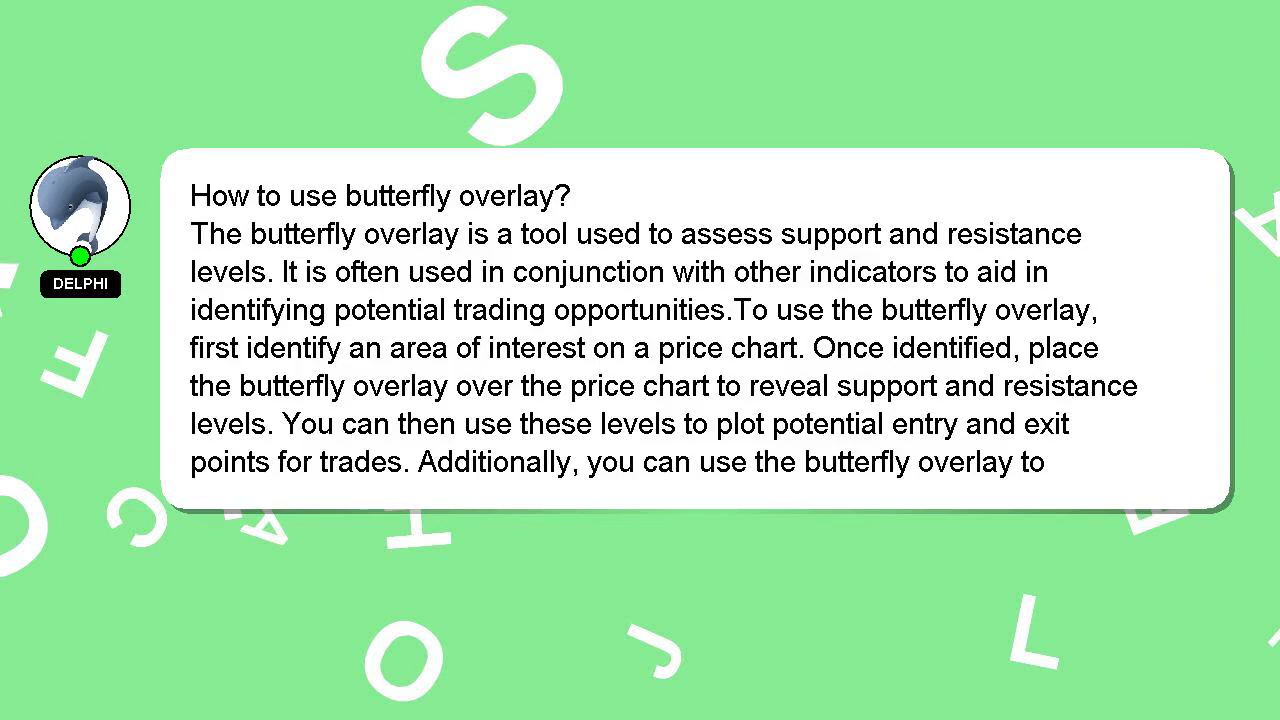 How to use butterfly overlay?
The butterfly overlay is a tool used to assess support and resistance
levels. It is often used in conjunction with other indicators to aid in
identifying potential trading opportunities.To use the butterfly overlay,
first identify an area of interest on a price chart. Once identified, place
the butterfly overlay over the price chart to reveal support and resistance
levels. You can then use these levels to plot potential entry and exit
points for trades. Additionally, you can use the butterfly overlay to
DELPHI
S
A
F
C
A
H
O
J
L